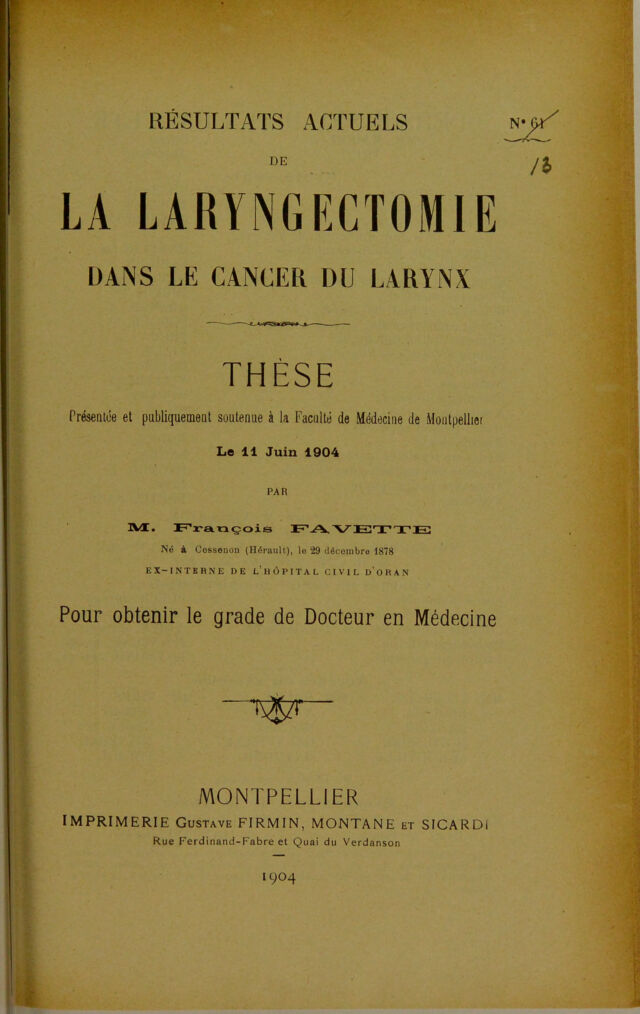 RÉSULTATS ACTUELS
N° 61
DE
13
LA LARYNGECTOMIE
DANS LE CANCER DU LARYNX
THÈSE
Présentée et publiquement soutenue à la Faculté de Médecine de Montpellier
Le 11 Juin 1904
PAR
M. François FAVETTE
Né à Cessenon (Hérault), le 29 décembre 1878
EX-INTERNE DE L'HÔPITAL CIVIL D'ORAN
Pour obtenir le grade de Docteur en Médecine
MONTPELLIER
IMPRIMERIE GUSTAVE FIRMIN, MONTANE ET SICARDI
Rue Ferdinand-Fabre et Quai du Verdanson
1904